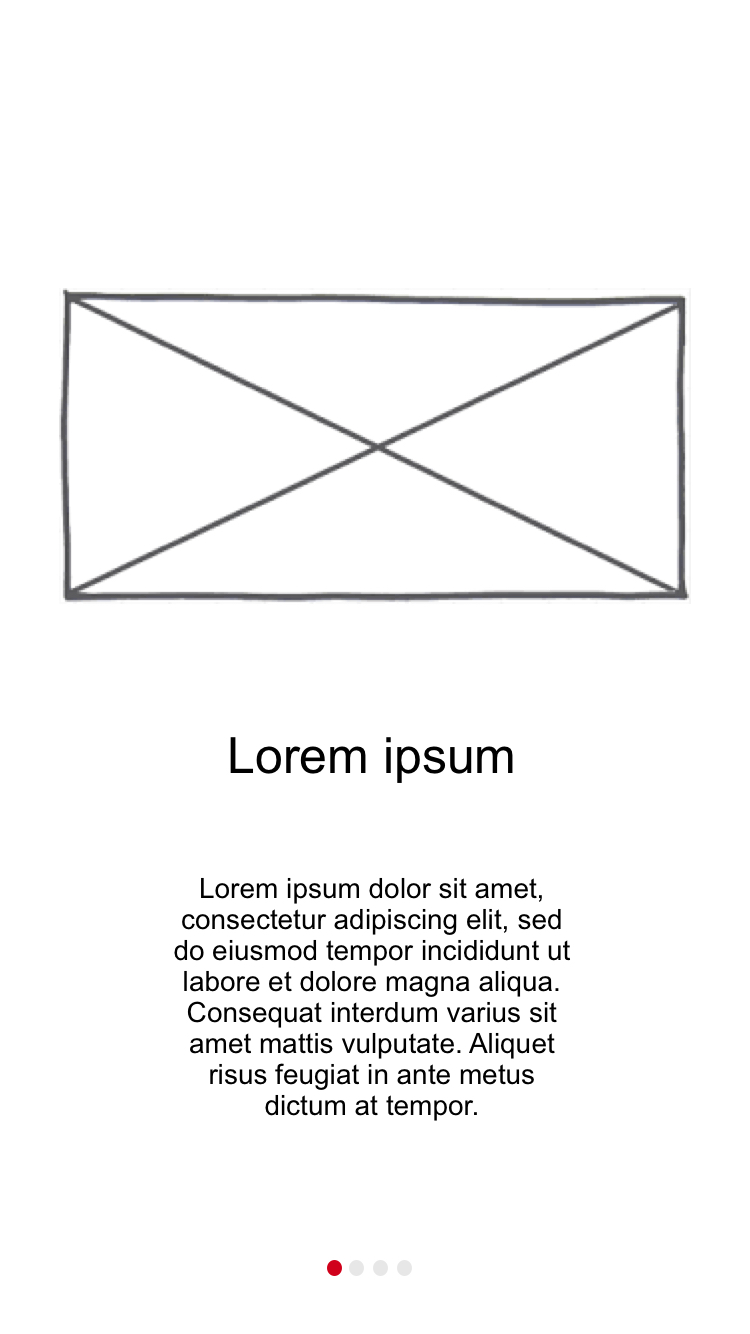 Lorem ipsum
Lorem ipsum dolor sit amet,
consectetur adipiscing elit, sed
do eiusmod tempor incididunt ut
labore et dolore magna aliqua.
Consequat interdum varius sit
amet mattis vulputate. Aliquet
risus feugiat in ante metus
dictum at tempor.